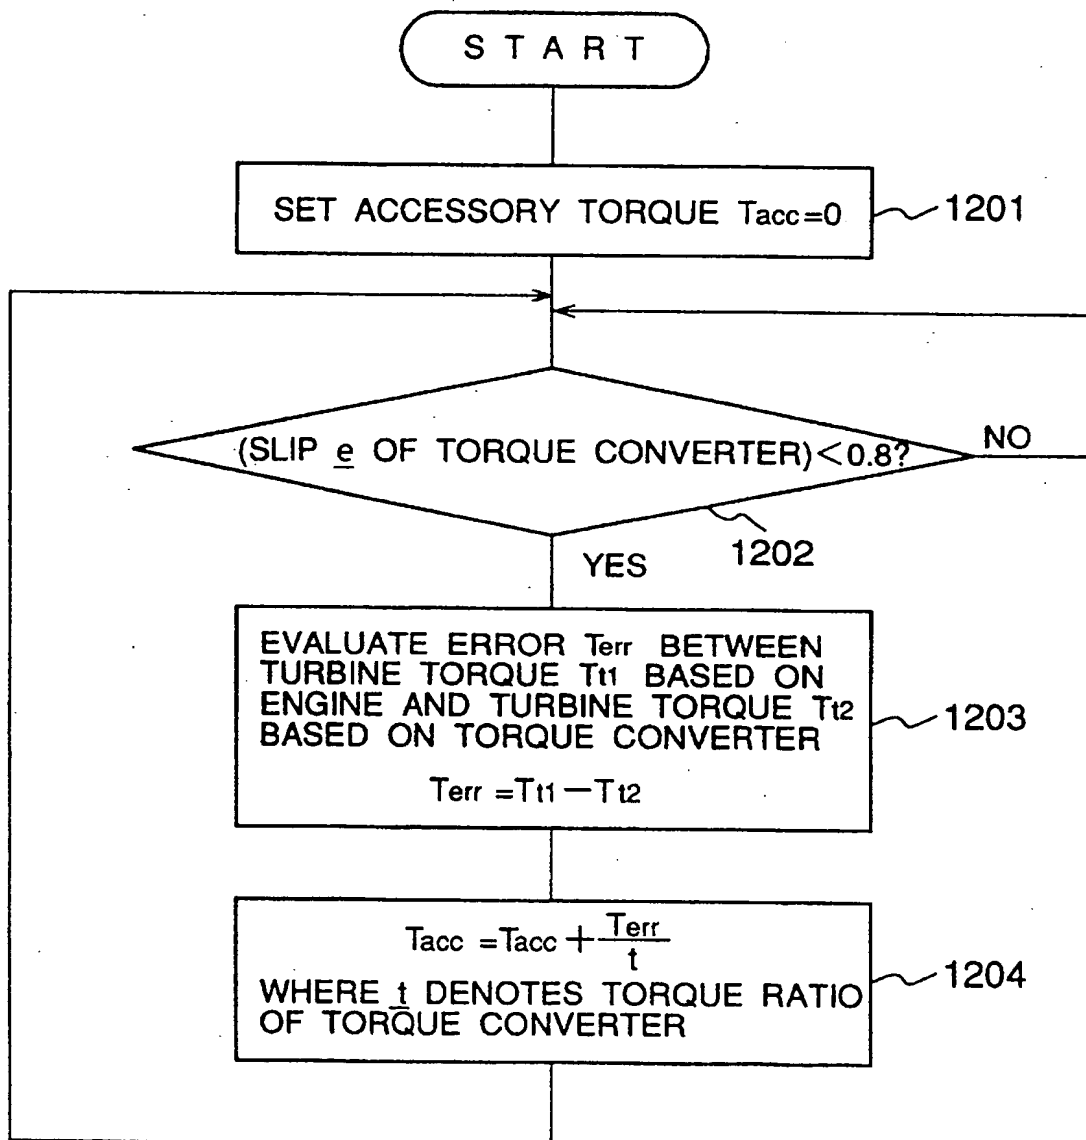 START
SET ACCESSORY TORQUE Tacc=0
1201
(SLIP e OF TORQUE CONVERTER)<0.8?
NO
1202
YES
EVALUATE ERROR Terr BETWEEN
TURBINE TORQUE Tt1 BASED ON
ENGINE AND TURBINE TORQUE Tt2
BASED ON TORQUE CONVERTER
Terr=Tt1-Tt2
1203
Tacc=Tacc+Terr/t
WHERE t DENOTES TORQUE RATIO
OF TORQUE CONVERTER
1204